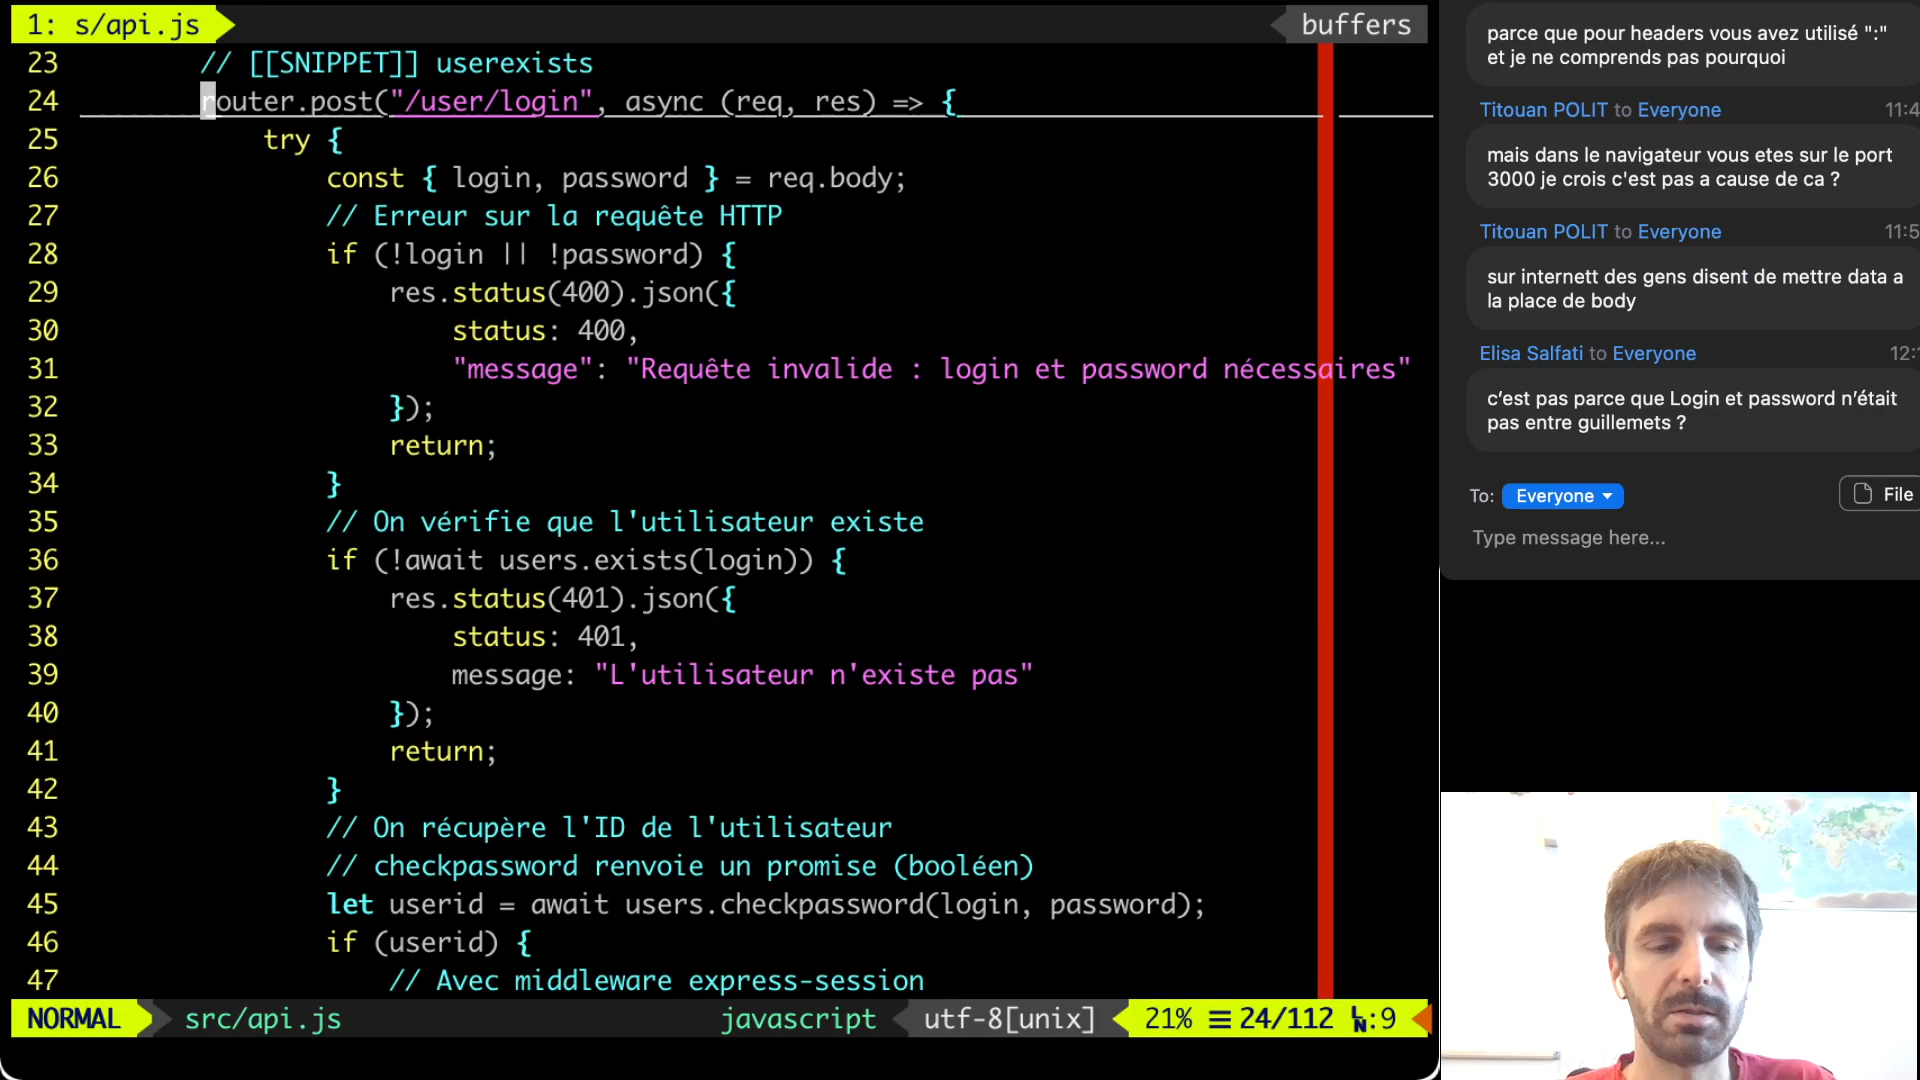 1: s/api.js
buffers
23 // [[SNIPPET]] userexists
24 router.post("/user/login", async (req, res) => {
25 try {
26 const { login, password } = req.body;
27 // Erreur sur la requête HTTP
28 if (!login || !password) {
29 res.status(400).json({
30 status: 400,
31 "message": "Requête invalide : login et password nécessaires"
32 });
33 return;
34 }
35 // On vérifie que l'utilisateur existe
36 if (!await users.exists(login)) {
37 res.status(401).json({
38 status: 401,
39 message: "L'utilisateur n'existe pas"
40 });
41 return;
42 }
43 // On récupère l'ID de l'utilisateur
44 // checkpassword renvoie un promise (booléen)
45 let userid = await users.checkpassword(login, password);
46 if (userid) {
47 // Avec middleware express-session
NORMAL src/api.js javascript utf-8[unix] 21% ☰ 24/112 LN:9
parce que pour headers vous avez utilisé ":"
et je ne comprends pas pourquoi
Titouan POLIT to Everyone 11:4
mais dans le navigateur vous etes sur le port
3000 je crois c'est pas a cause de ca ?
Titouan POLIT to Everyone 11:5
sur internett des gens disent de mettre data a
la place de body
Elisa Salfati to Everyone 12:
c’est pas parce que Login et password n’était
pas entre guillemets ?
To: Everyone File
Type message here...